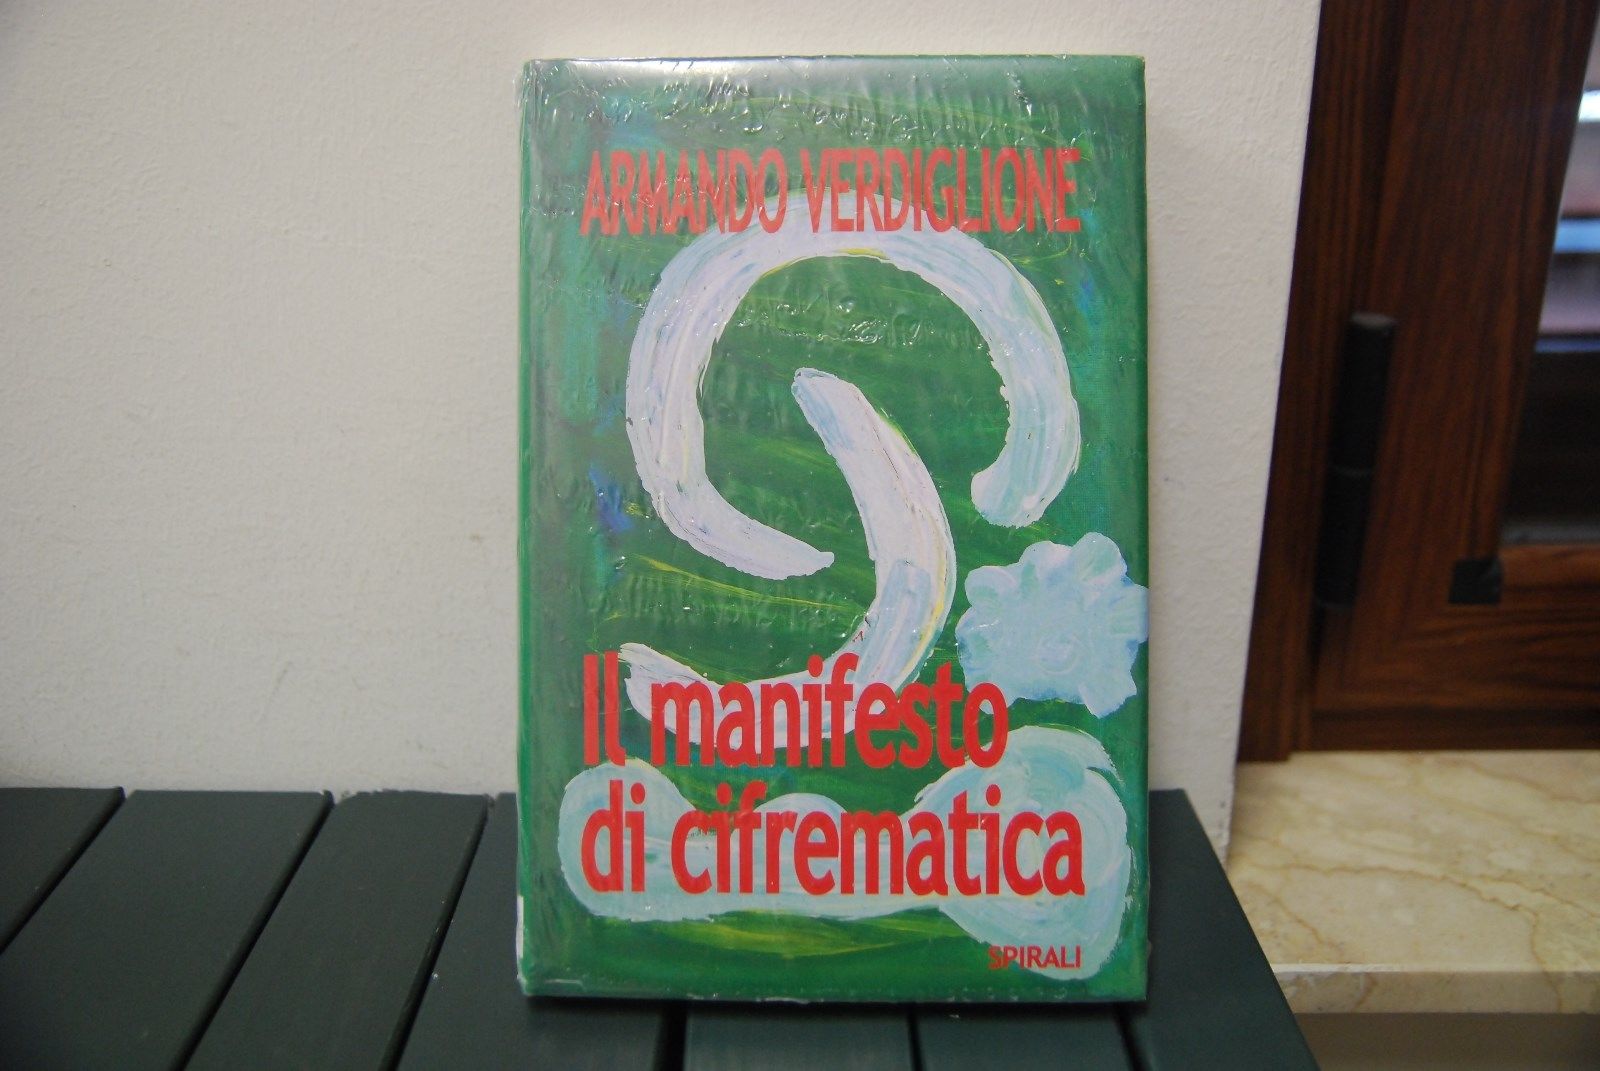 ARMANDO VERDIGLIONE
Il manifesto
di cifrematica
SPIRALI